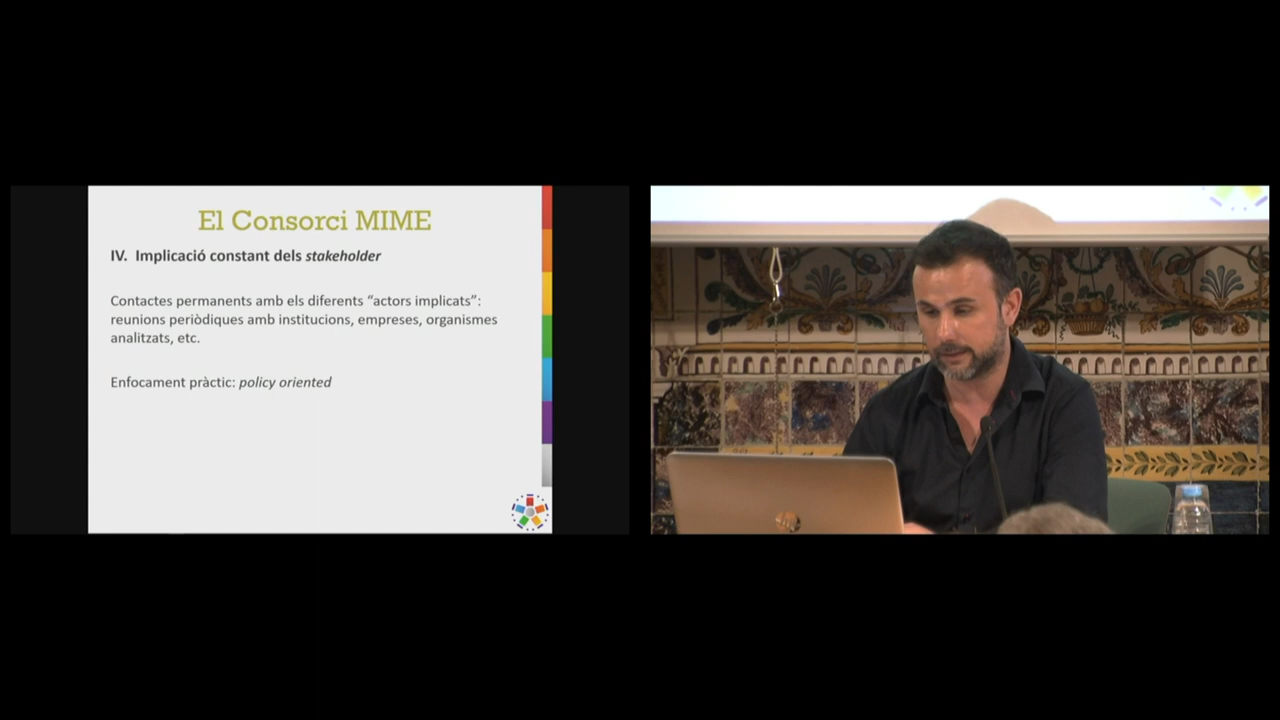 El Consorci MIME
IV. Implicació constant dels stakeholder
Contactes permanents amb els diferents “actors implicats”:
reunions periòdiques amb institucions, empreses, organismes
analitzats, etc.
Enfocament pràctic: policy oriented